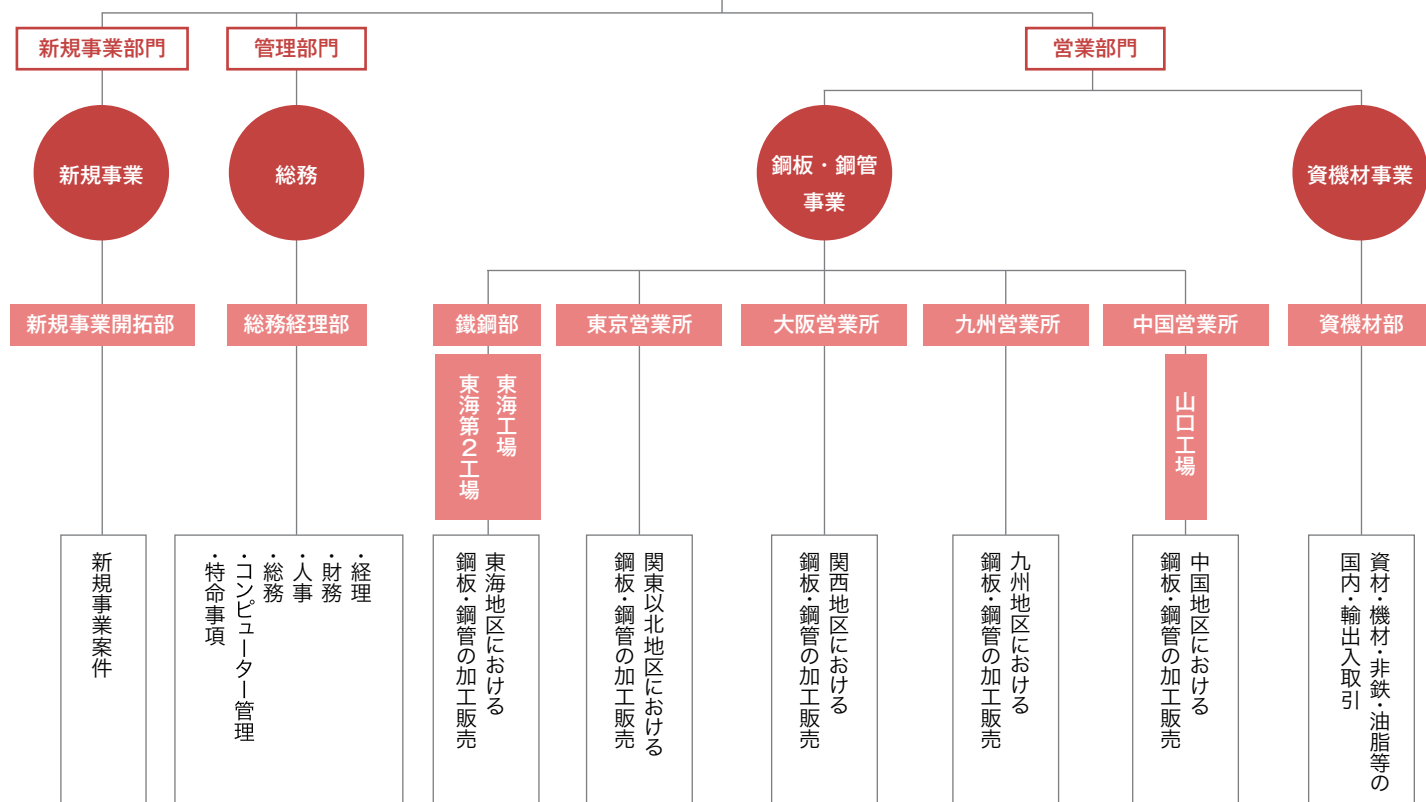 新規事業部門
管理部門
営業部門
新規事業
総務
鋼板・鋼管
事業
資機材事業
新規事業開拓部
総務経理部
鐵鋼部
東京営業所
大阪営業所
九州営業所
中国営業所
資機材部
東海工場
東海第2工場
山口工場
新規事業案件
・経理
・財務
・人事
・総務
・コンピューター管理
・特命事項
東海地区における
鋼板・鋼管の加工販売
関東以北地区における
鋼板・鋼管の加工販売
関西地区における
鋼板・鋼管の加工販売
九州地区における
鋼板・鋼管の加工販売
中国地区における
鋼板・鋼管の加工販売
資材・機材・非鉄・油脂等の
国内・輸出入取引